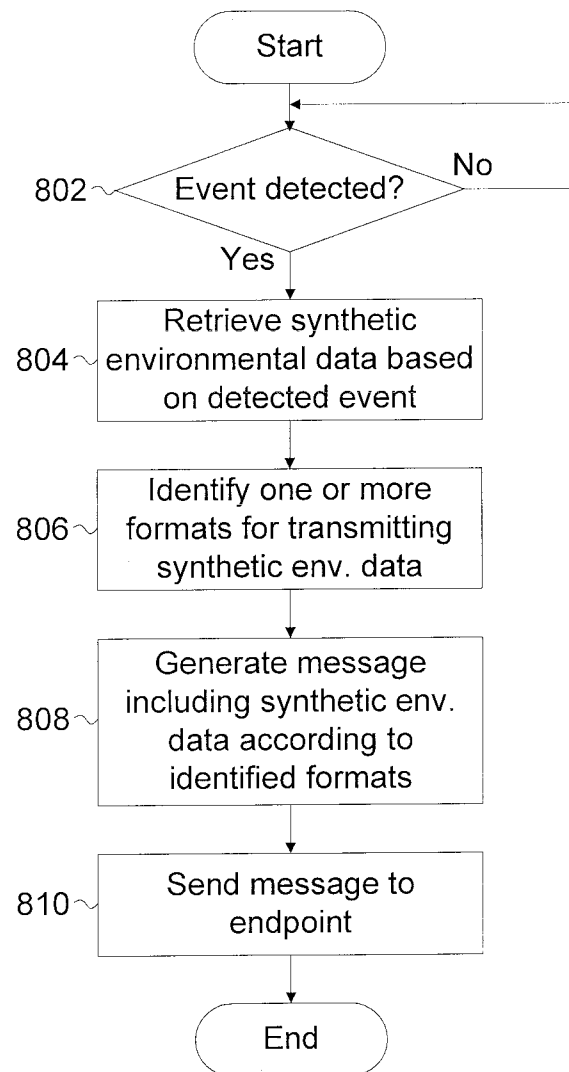 Start
802
Event detected?
No
Yes
804
Retrieve synthetic
environmental data based
on detected event
806
Identify one or more
formats for transmitting
synthetic env. data
808
Generate message
including synthetic env.
data according to
identified formats
810
Send message to
endpoint
End